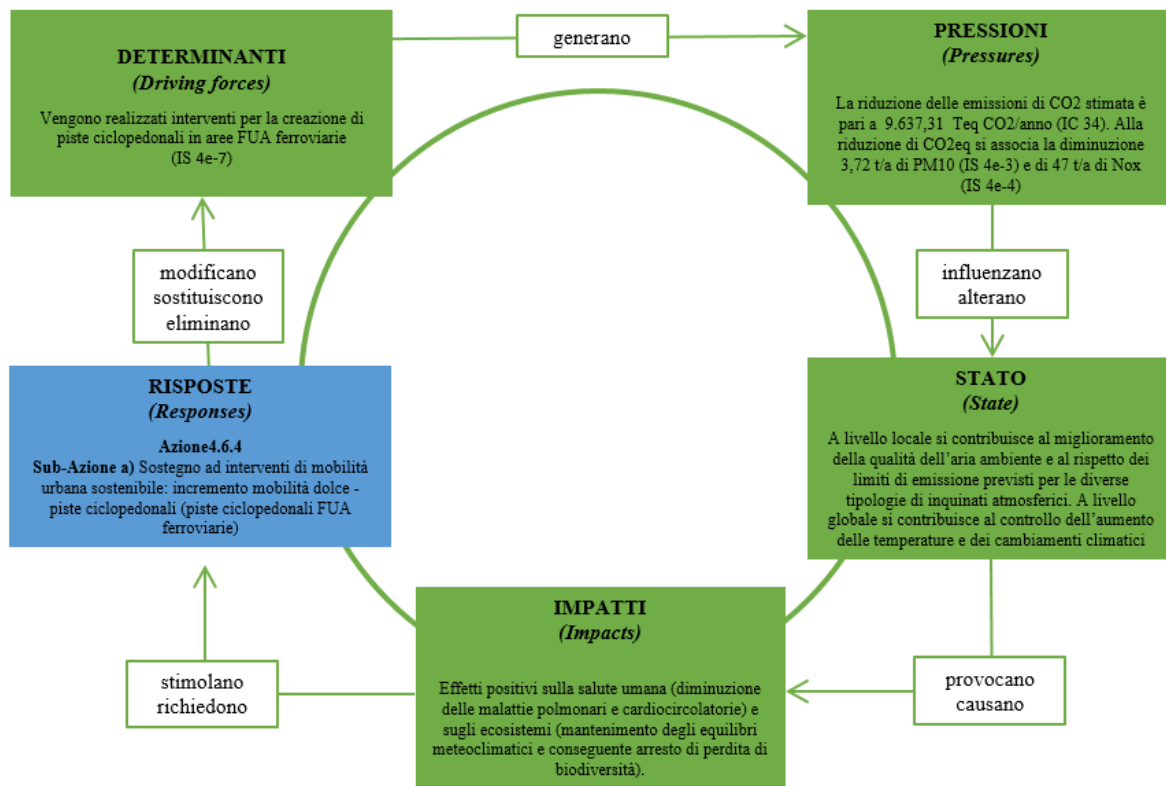 DETERMINANTI
(Driving forces)
Vengono realizzati interventi per la creazione di
piste ciclopedonali in aree FUA ferroviarie
(IS 4e-7)
generano
PRESSIONI
(Pressures)
La riduzione delle emissioni di CO2 stimata è
pari a 9.637,31 Teq CO2/anno (IC 34). Alla
riduzione di CO2eq si associa la diminuzione
3,72 t/a di PM10 (IS 4e-3) e di 47 t/a di Nox
(IS 4e-4)
influenzano
alterano
STATO
(State)
A livello locale si contribuisce al miglioramento
della qualità dell’aria ambiente e al rispetto dei
limiti di emissione previsti per le diverse
tipologie di inquinati atmosferici. A livello
globale si contribuisce al controllo dell’aumento
delle temperature e dei cambiamenti climatici
provocano
causano
IMPATTI
(Impacts)
Effetti positivi sulla salute umana (diminuzione
delle malattie polmonari e cardiocircolatorie) e
sugli ecosistemi (mantenimento degli equilibri
meteoclimatici e conseguente arresto di perdita di
biodiversità).
stimolano
richiedono
RISPOSTE
(Responses)
Azione4.6.4
Sub-Azione a) Sostegno ad interventi di mobilità
urbana sostenibile: incremento mobilità dolce -
piste ciclopedonali (piste ciclopedonali FUA
ferroviarie)
modificano
sostituiscono
eliminano